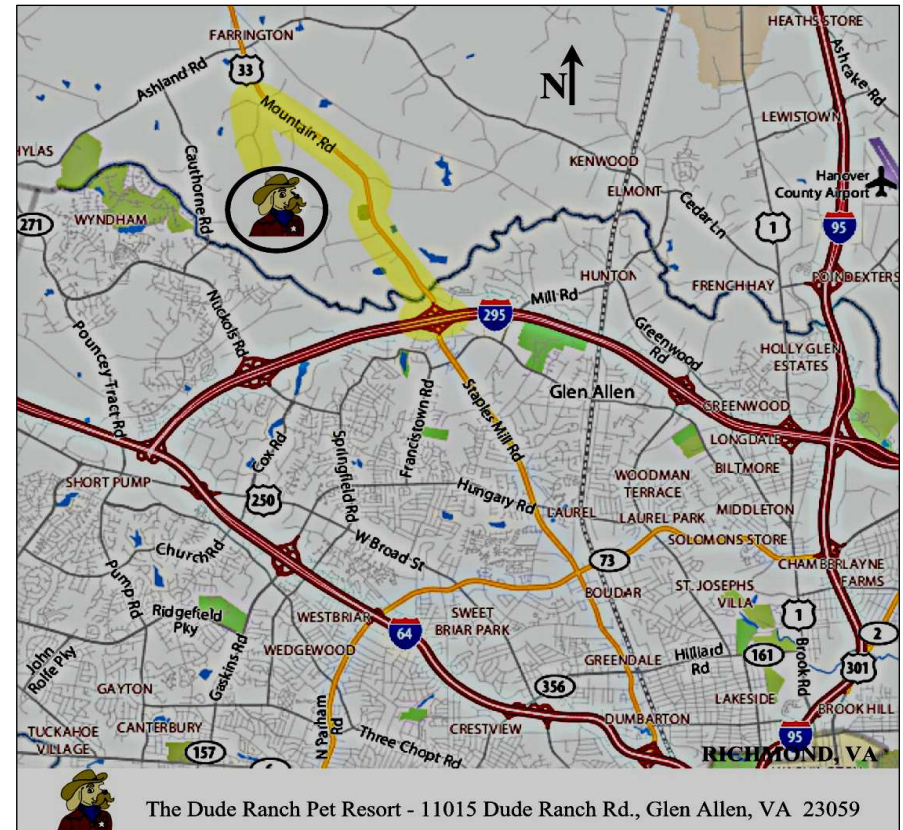 HEATHS STORE
FARRINGTON
33
Ashland Rd
Ashcake Rd
N
Mountain Rd
LEWISTOWN
HYLAS
Cauthorne Rd
KENWOOD
Hanover
County Airport
ELMONT
Cedar Ln
WYNDHAM
271
1
95
HUNTON
FRENCHHAY
POINDEXTERS
Mill Rd
295
Nuckols Rd
Pouncey Tract Rd
Greenwood
Rd
HOLLY GLEN
ESTATES
Glen Allen
Staples Mill Rd
Francistown Rd
GREENWOOD
LONGDALE
Cox Rd
Springfield Rd
BILTMORE
WOODMAN
TERRACE
SHORT PUMP
250
Hungary Rd
LAUREL
LAUREL PARK
MIDDLETON
SOLOMONS STORE
W Broad St
Church Rd
Pump Rd
73
CHAMBERLAYNE
FARMS
BOUDAR
ST. JOSEPHS
VILLA
Ridgefield
Pky
WESTBRIAR
SWEET
BRIAR PARK
64
1
2
WEDGEWOOD
Gaskins Rd
John
Rolfe Pky
GREENDALE
Hilliard
Rd
161
Brook Rd
301
GAYTON
356
LAKESIDE
BROOK HILL
N Parham
Rd
CANTERBURY
CRESTVIEW
DUMBARTON
TUCKAHOE
VILLAGE
157
Three Chopt Rd
95
RICHMOND, VA
The Dude Ranch Pet Resort - 11015 Dude Ranch Rd., Glen Allen, VA 23059